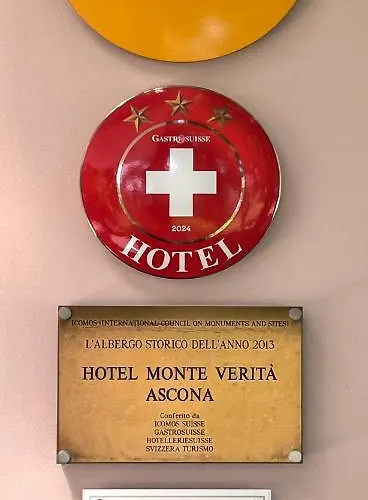 GASTROSUISSE
2024
HOTEL
ICOMOS (INTERNATIONAL COUNCIL ON MONUMENTS AND SITES)
L'ALBERGO STORICO DELL'ANNO 2013
HOTEL MONTE VERITÀ
ASCONA
Conferito da
ICOMOS SUISSE
GASTROSUISSE
HOTELLERIESUISSE
SVIZZERA TURISMO